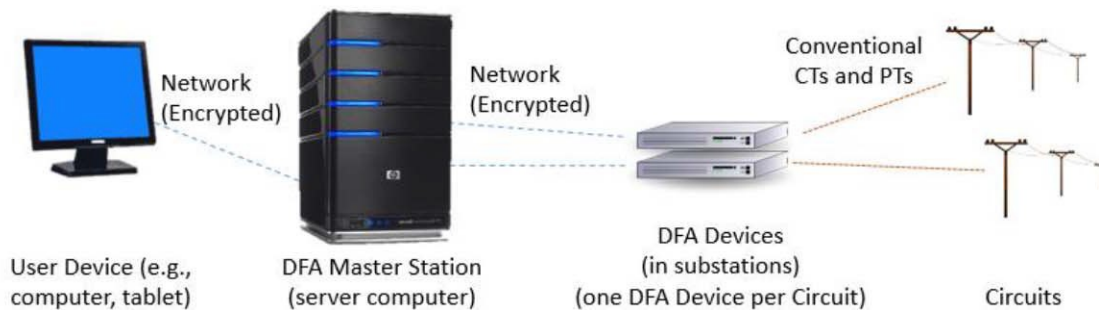 Network
(Encrypted)
Network
(Encrypted)
Conventional
CTs and PTs
hp
User Device (e.g.,
computer, tablet)
DFA Master Station
(server computer)
DFA Devices
(in substations)
(one DFA Device per Circuit)
Circuits